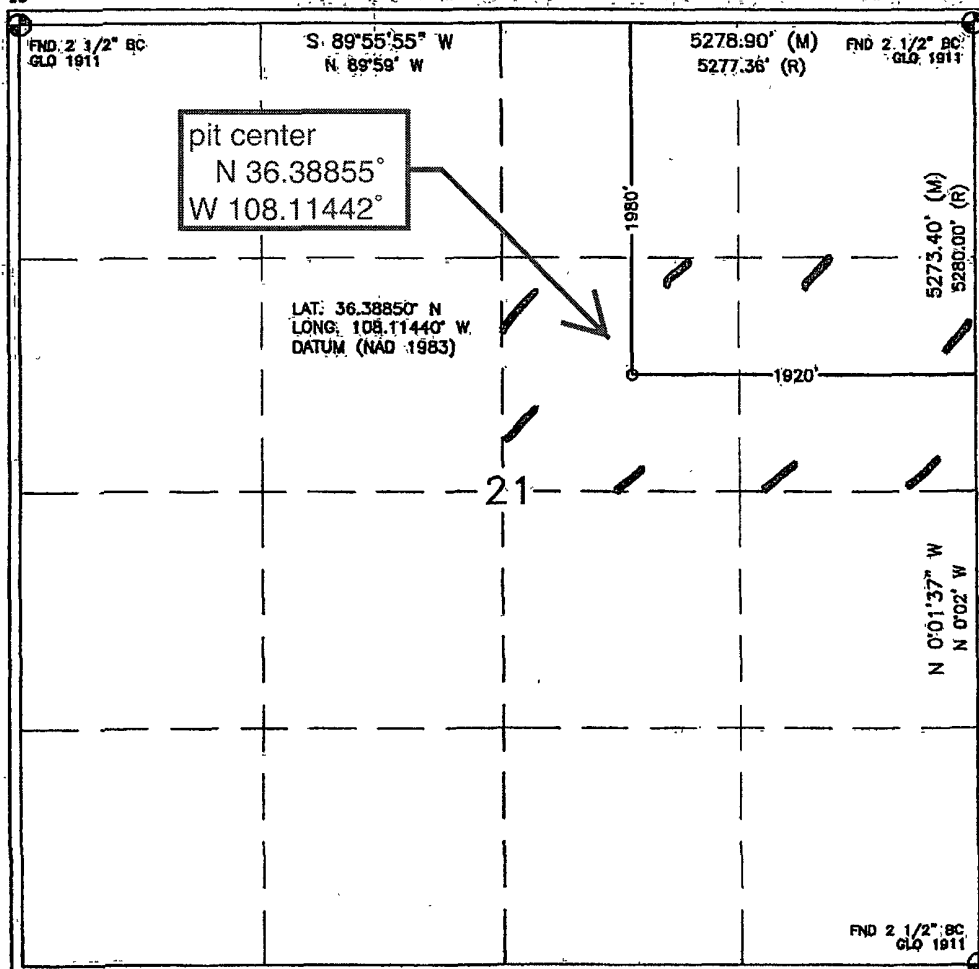 FND 2 1/2" BC
GLO 1911
S 89°55'55" W
N 89°59' W
5278.90' (M)
5277.36' (R)
FND 2 1/2" BC
GLO 1911
pit center
N 36.38855°
W 108.11442°
1980'
5273.40' (M)
5280.00' (R)
LAT: 36.38850° N
LONG: 108.11440° W
DATUM (NAD 1983)
1920'
21
N 0°01'37" W
N 0°02' W
FND 2 1/2" BC
GLO 1911